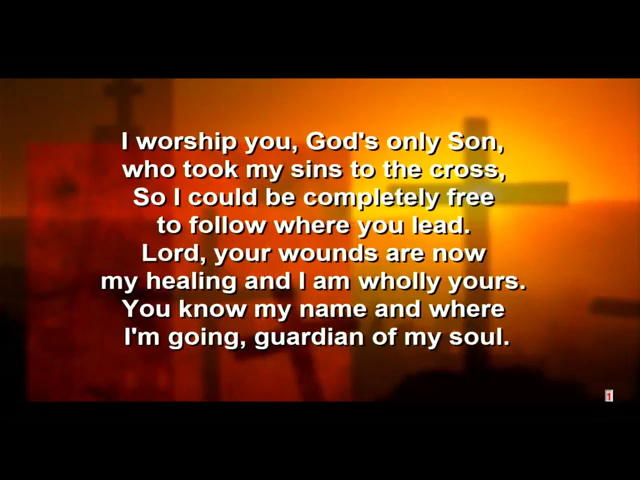 I worship you, God's only Son,
who took my sins to the cross,
So I could be completely free
to follow where you lead.
Lord, your wounds are now
my healing and I am wholly yours.
You know my name and where
I'm going, guardian of my soul.
1